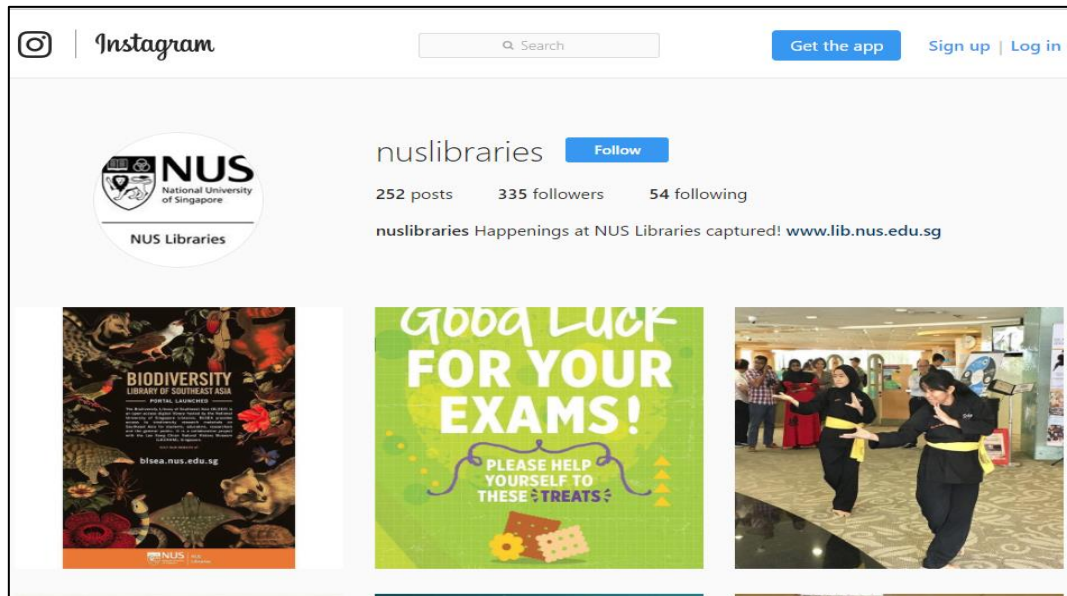 Instagram
Search
Get the app
Sign up | Log in
NUS
National University
of Singapore
NUS Libraries
nuslibraries Follow
252 posts 335 followers 54 following
nuslibraries Happenings at NUS Libraries captured! www.lib.nus.edu.sg
BIODIVERSITY
LIBRARY OF SOUTHEAST ASIA
PORTAL LAUNCHED
blsea.nus.edu.sg
NUS
Good Luck
FOR YOUR
EXAMS!
PLEASE HELP
YOURSELF TO
THESE TREATS